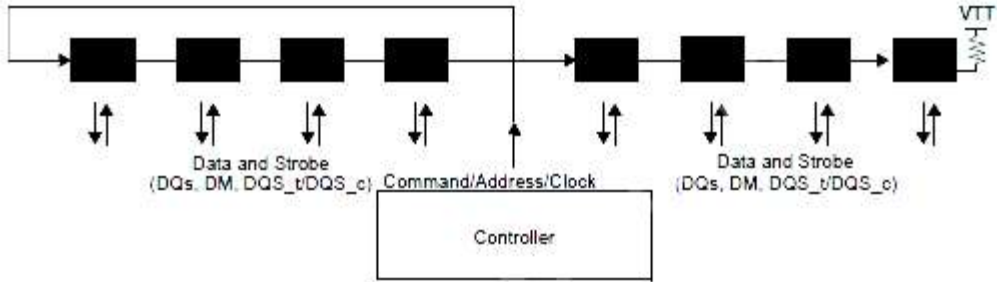 VTT
Data and Strobe
(DQs, DM, DQS_t/DQS_c)
Command/Address/Clock
Data and Strobe
(DQs, DM, DQS_t/DQS_c)
Controller